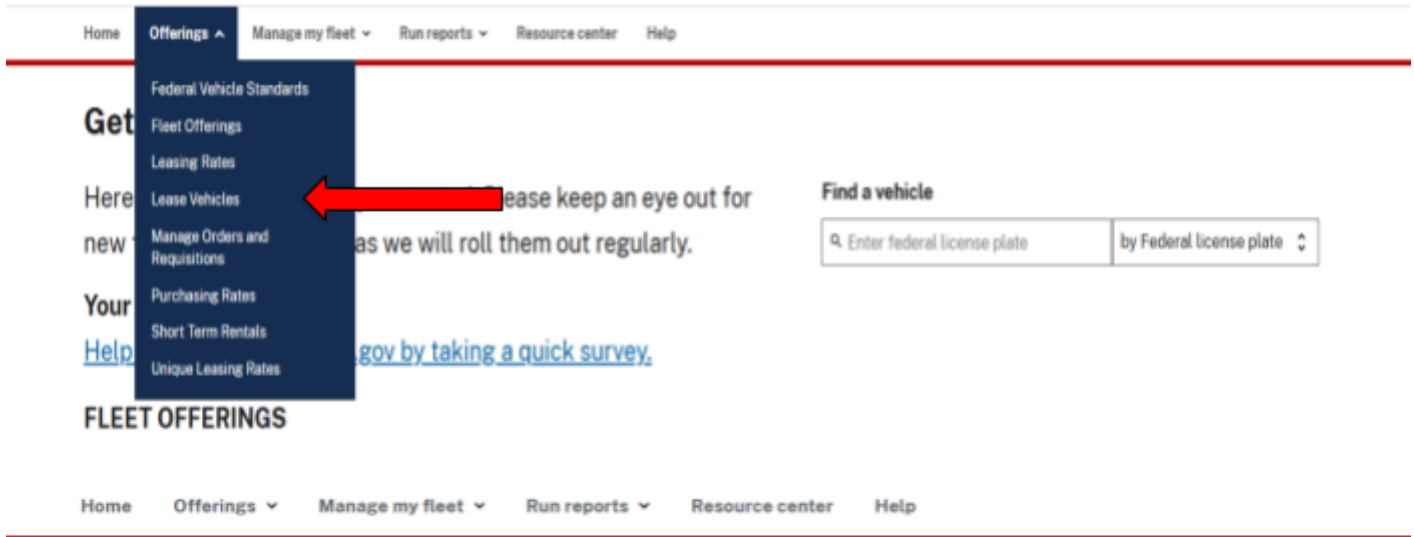 Home Offerings Manage my fleet Run reports Resource center Help
Federal Vehicle Standards
Fleet Offerings
Leasing Rates
Lease Vehicles
Manage Orders and
Requisitions
Purchasing Rates
Short Term Rentals
Unique Leasing Rates
Get
Here ease keep an eye out for
new as we will roll them out regularly.
Your
Help .gov by taking a quick survey.
Find a vehicle
Enter federal license plate by Federal license plate
FLEET OFFERINGS
Home Offerings Manage my fleet Run reports Resource center Help